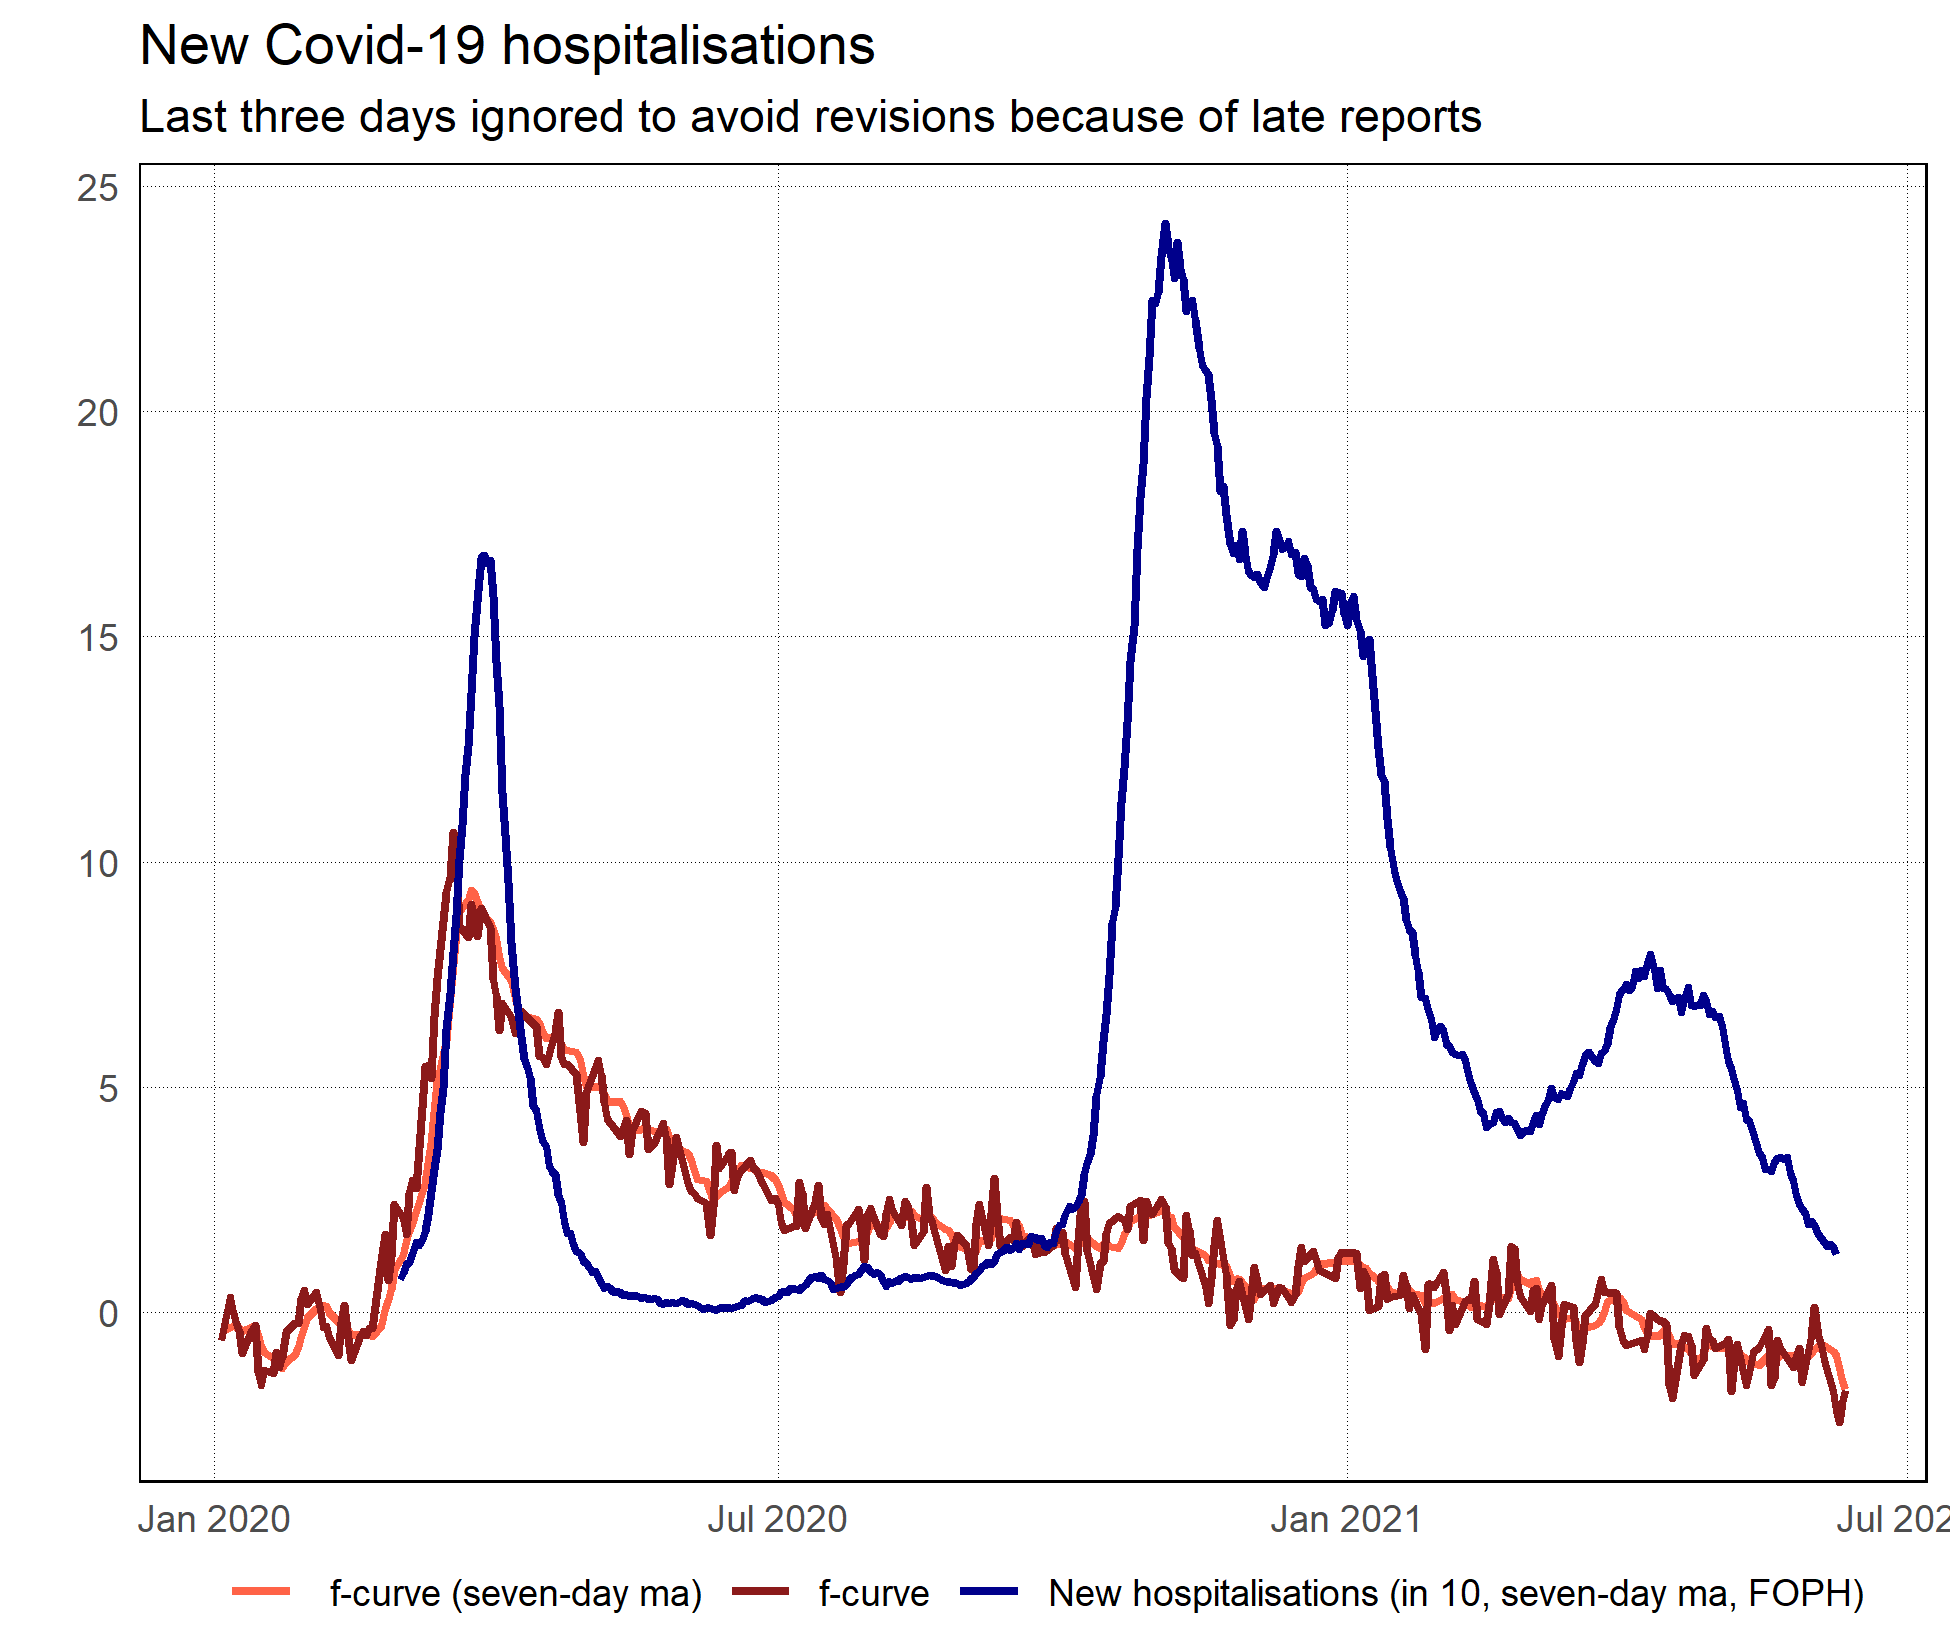 New Covid-19 hospitalisations
Last three days ignored to avoid revisions because of late reports
25
20
15
10
5
0
Jan 2020 Jul 2020 Jan 2021 Jul 202
f-curve (seven-day ma) f-curve New hospitalisations (in 10, seven-day ma, FOPH)